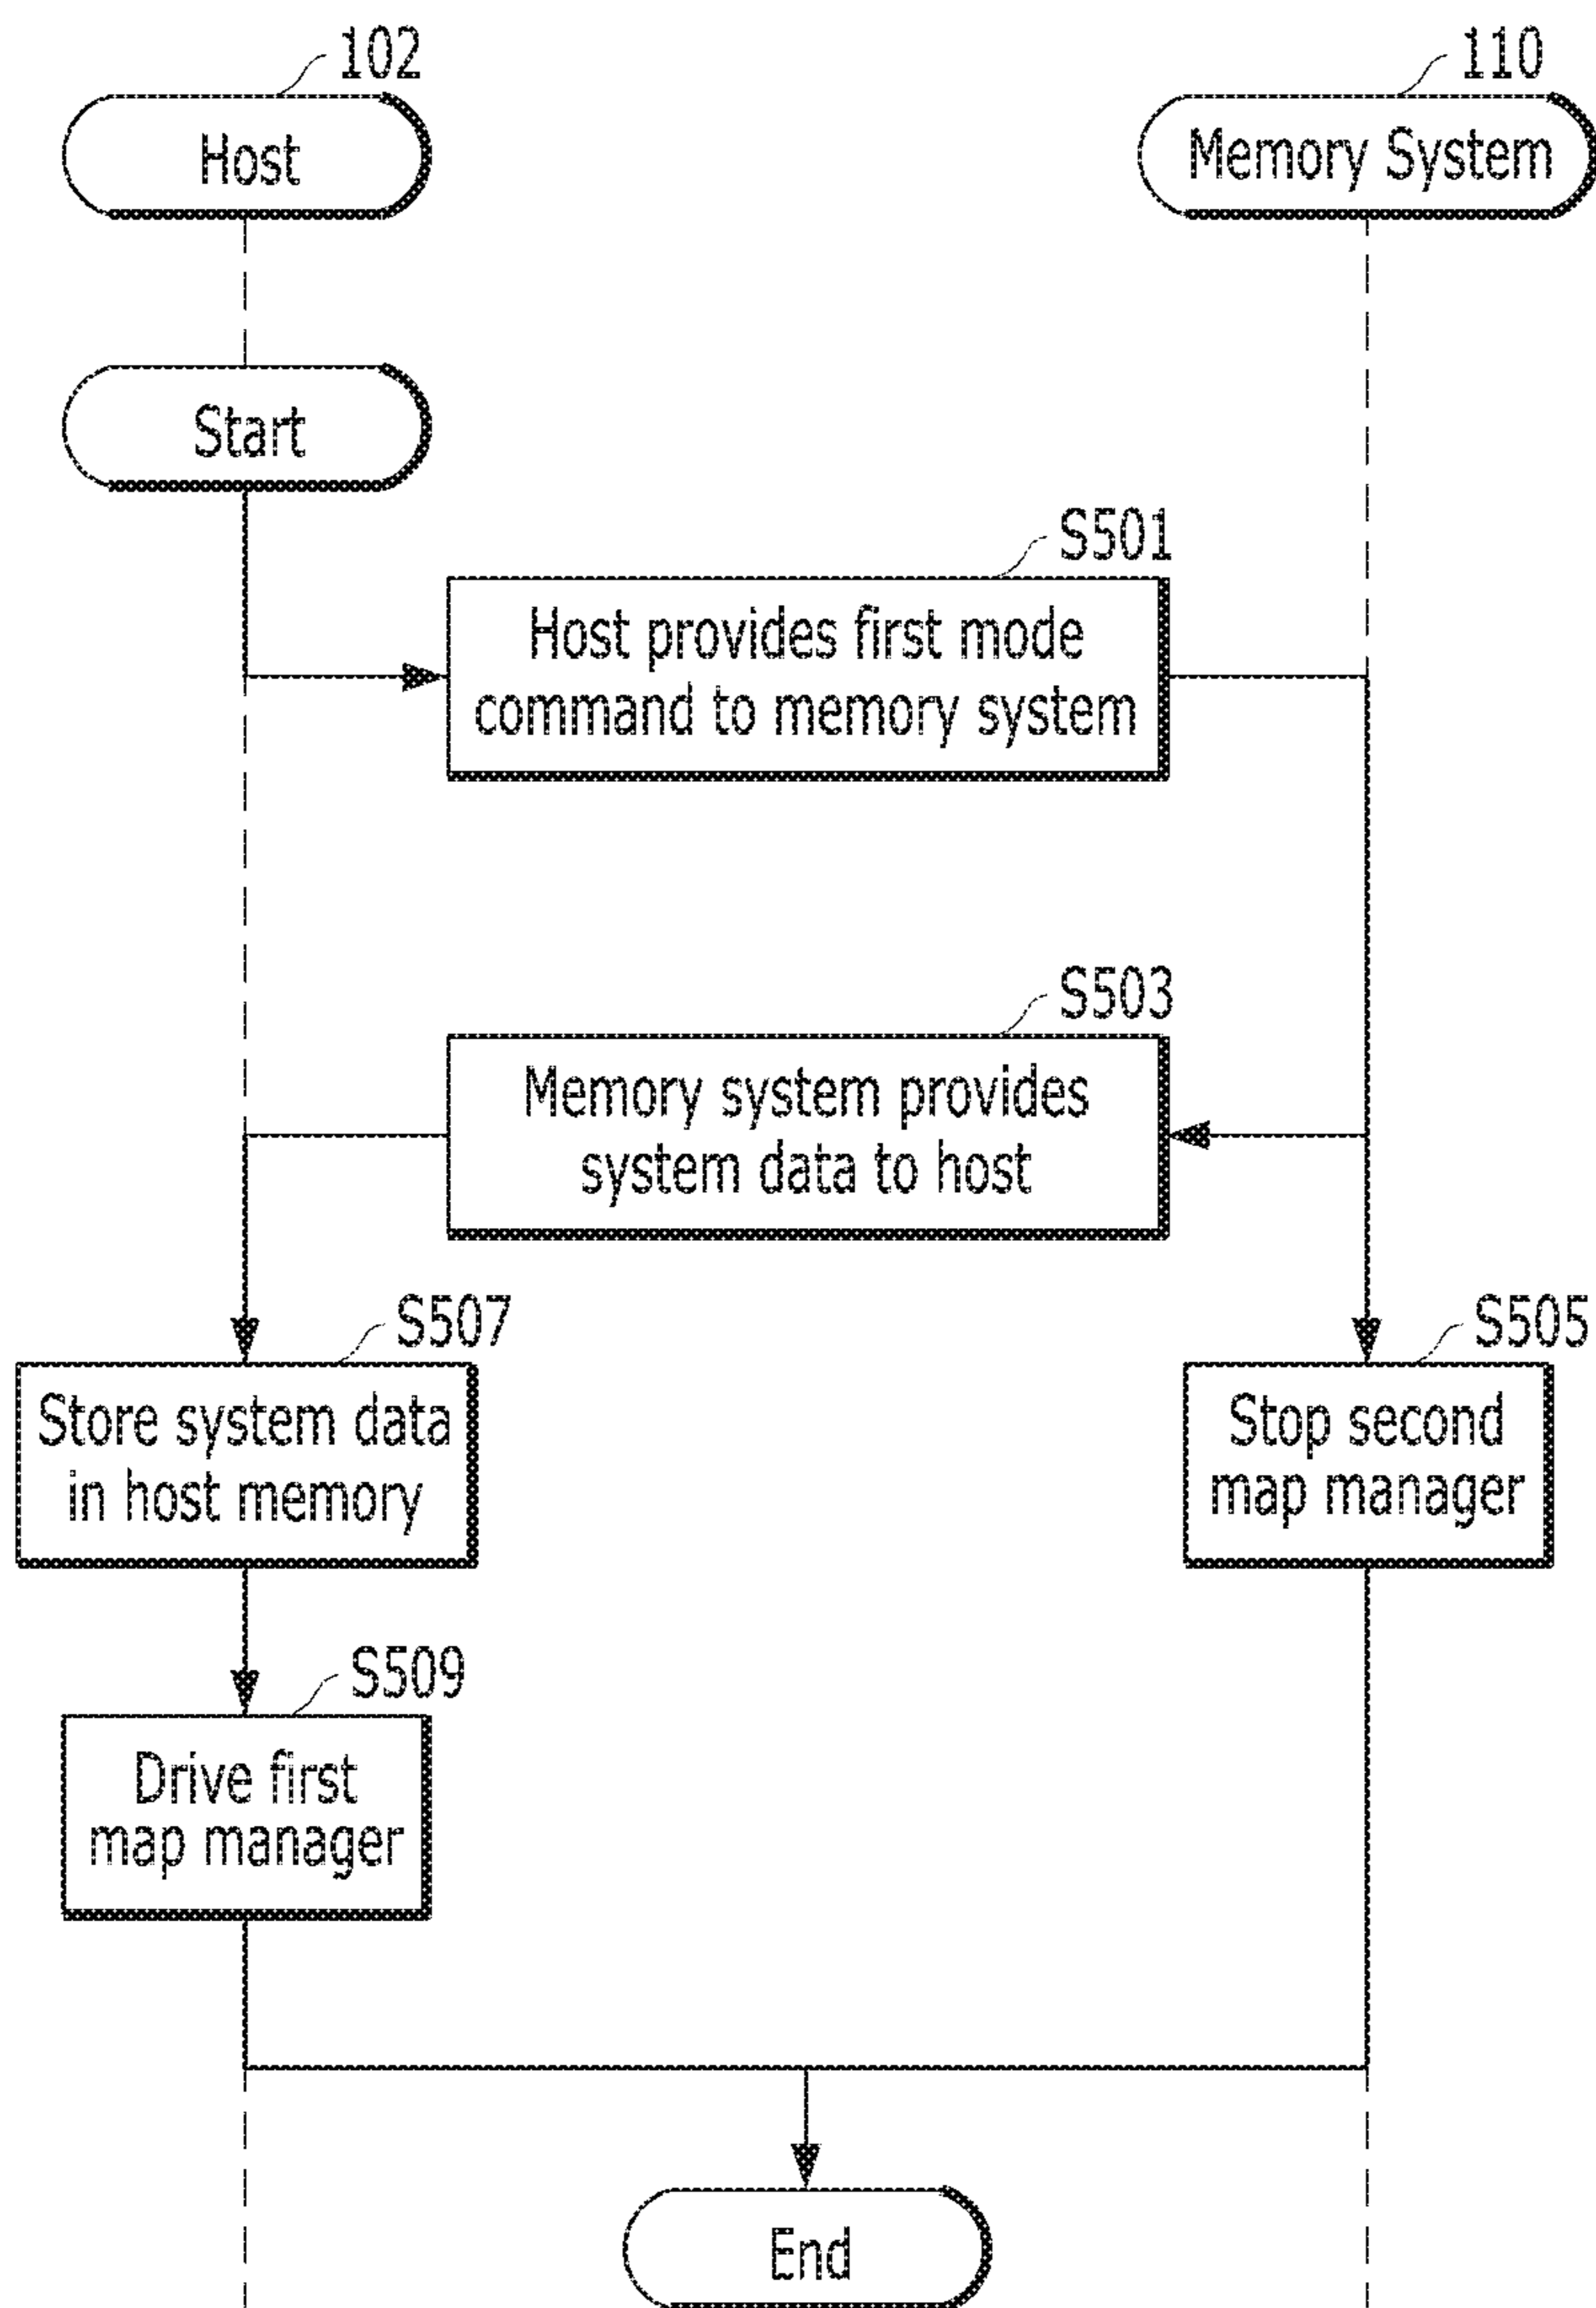 102
110
Host
Memory System
Start
S501
Host provides first mode
command to memory system
S503
Memory system provides
system data to host
S507
S505
Store system data
in host memory
Stop second
map manager
S509
Drive first
map manager
End